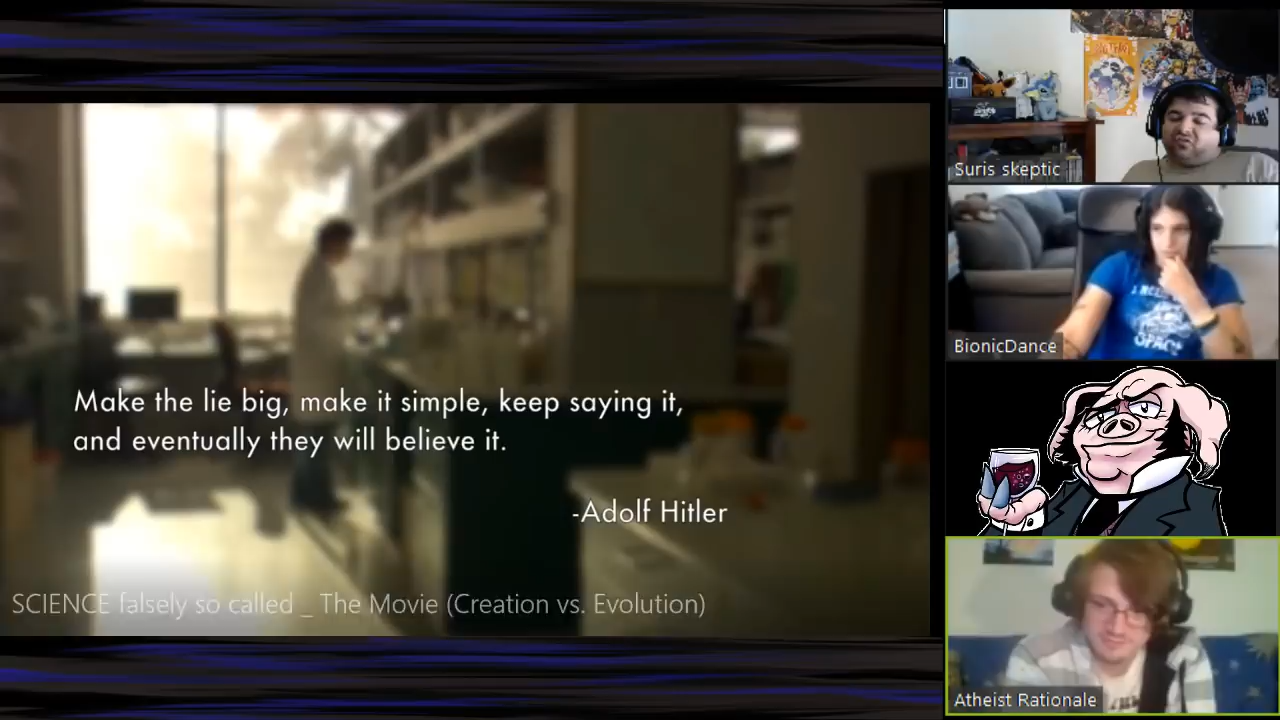 Make the lie big, make it simple, keep saying it,
and eventually they will believe it.
-Adolf Hitler
SCIENCE falsely so called _ The Movie (Creation vs. Evolution)
Suris skeptic
BionicDance
SPACE
Atheist Rationale